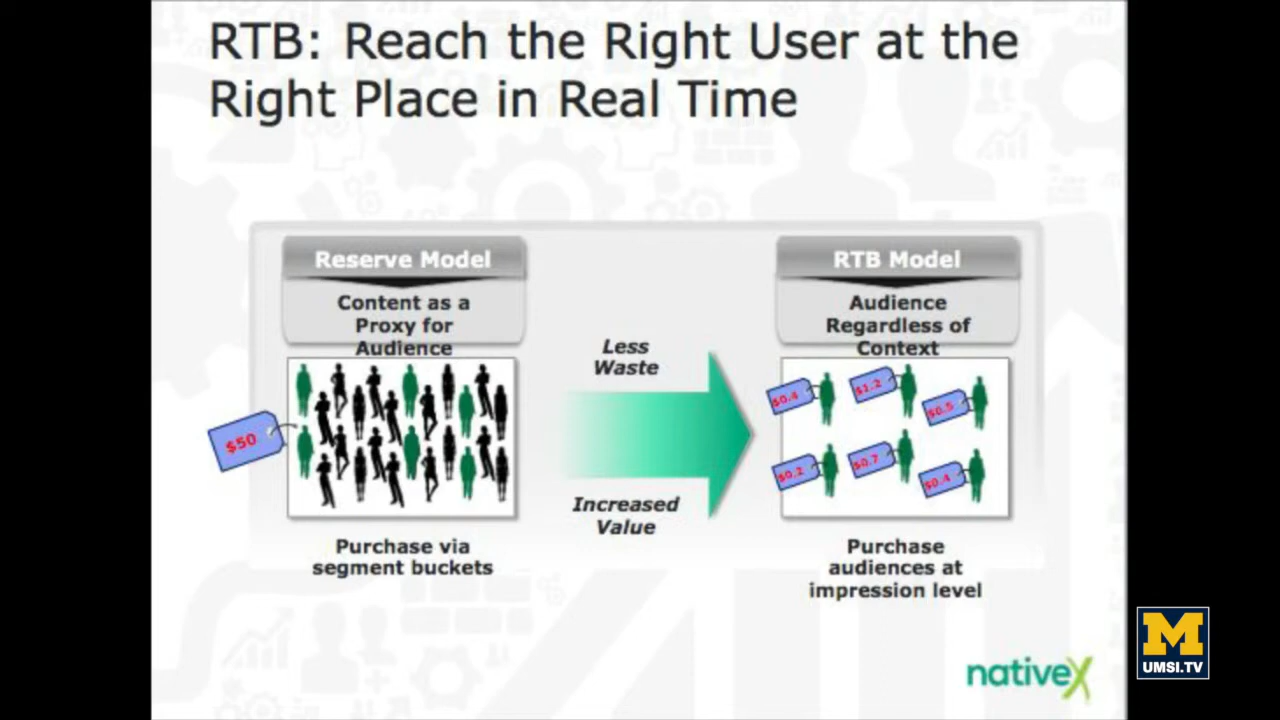 RTB: Reach the Right User at the
Right Place in Real Time
Reserve Model
Content as a
Proxy for
Audience
$50
Purchase via
segment buckets
Less
Waste
Increased
Value
RTB Model
Audience
Regardless of
Context
$0.4
$1.2
$0.5
$0.2
$0.7
$0.4
Purchase
audiences at
impression level
nativeX
M
UMSI.TV